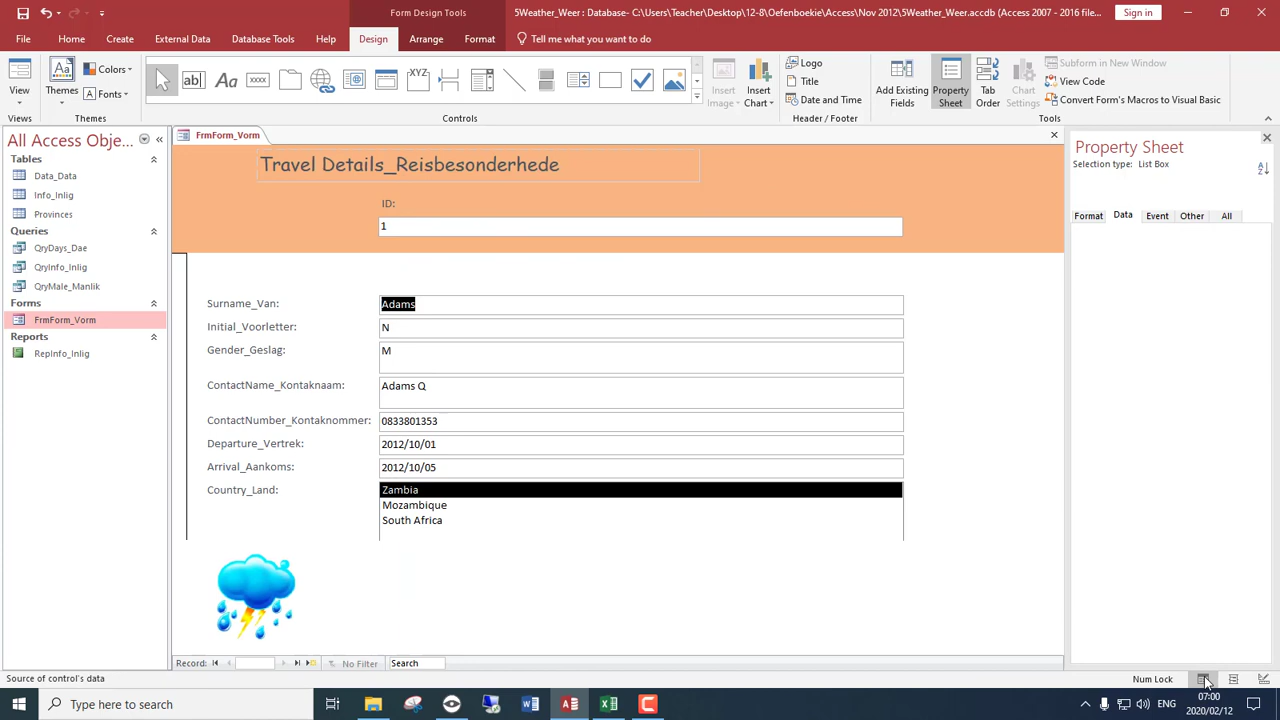 Form Design Tools
5Weather_Weer : Database- C:\Users\Teacher\Desktop\12-8\Oefenboekie\Access\Nov 2012\5Weather_Weer.accdb (Access 2007 - 2016 file...
Sign in
File Home Create External Data Database Tools Help Design Arrange Format Tell me what you want to do
View
Themes
Colors
Fonts
Themes
ab|
Aa
xxxx
XYZ
Controls
Insert Image
Insert Chart
Logo
Title
Date and Time
Header / Footer
Add Existing Fields
Property Sheet
Tab Order
Chart Settings
Subform in New Window
View Code
Convert Form's Macros to Visual Basic
Tools
Views
All Access Obje...
Tables
Data_Data
Info_Inlig
Provinces
Queries
QryDays_Dae
QryInfo_Inlig
QryMale_Manlik
Forms
FrmForm_Vorm
Reports
RepInfo_Inlig
FrmForm_Vorm
Travel Details_Reisbesonderhede
ID:
1
Surname_Van: Adams
Initial_Voorletter: N
Gender_Geslag: M
ContactName_Kontaknaam: Adams Q
ContactNumber_Kontaknommer: 0833801353
Departure_Vertrek: 2012/10/01
Arrival_Aankoms: 2012/10/05
Country_Land: Zambia
Mozambique
South Africa
Record: No Filter Search
Property Sheet
Selection type: List Box
Format Data Event Other All
Source of control's data
Num Lock
Type here to search
ENG
07:00
2020/02/12